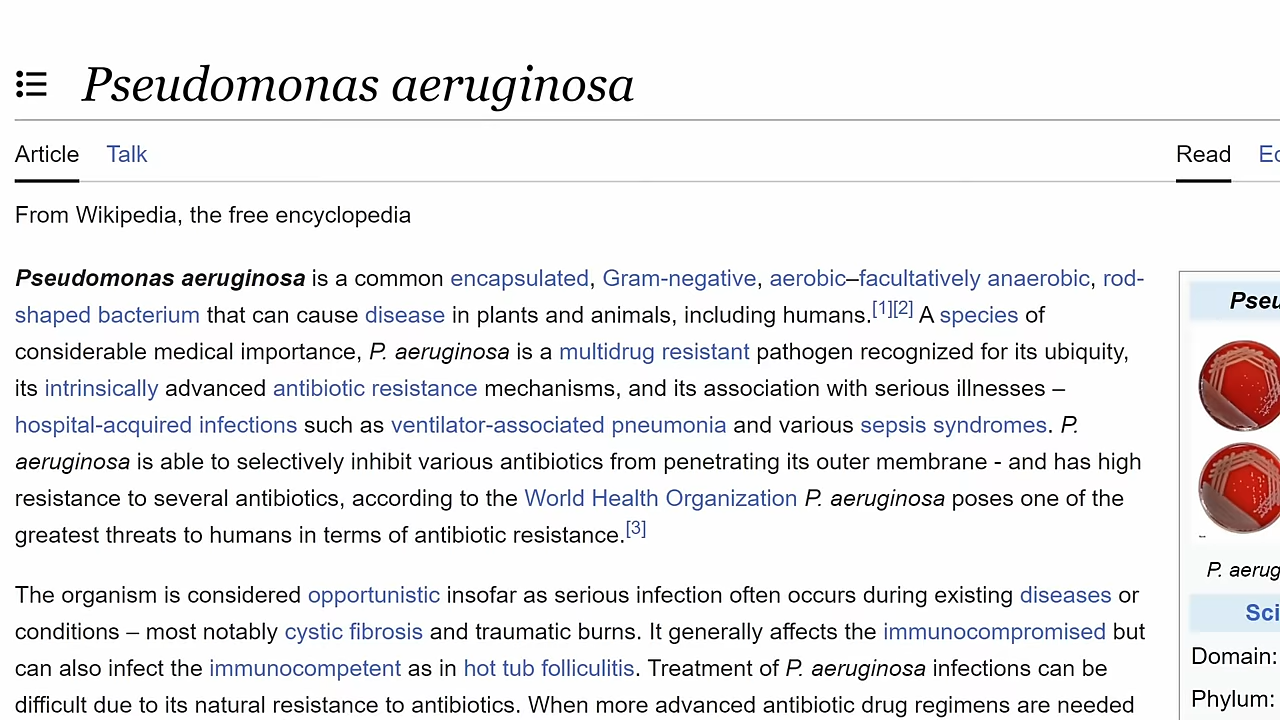 Pseudomonas aeruginosa
Article Talk
Read
From Wikipedia, the free encyclopedia
Pseudomonas aeruginosa is a common encapsulated, Gram-negative, aerobic–facultatively anaerobic, rod-
shaped bacterium that can cause disease in plants and animals, including humans.[1][2] A species of
considerable medical importance, P. aeruginosa is a multidrug resistant pathogen recognized for its ubiquity,
its intrinsically advanced antibiotic resistance mechanisms, and its association with serious illnesses –
hospital-acquired infections such as ventilator-associated pneumonia and various sepsis syndromes. P.
aeruginosa is able to selectively inhibit various antibiotics from penetrating its outer membrane - and has high
resistance to several antibiotics, according to the World Health Organization P. aeruginosa poses one of the
greatest threats to humans in terms of antibiotic resistance.[3]
The organism is considered opportunistic insofar as serious infection often occurs during existing diseases or
conditions – most notably cystic fibrosis and traumatic burns. It generally affects the immunocompromised but
can also infect the immunocompetent as in hot tub folliculitis. Treatment of P. aeruginosa infections can be
difficult due to its natural resistance to antibiotics. When more advanced antibiotic drug regimens are needed
Pseu
P. aerug
Sci
Domain:
Phylum: